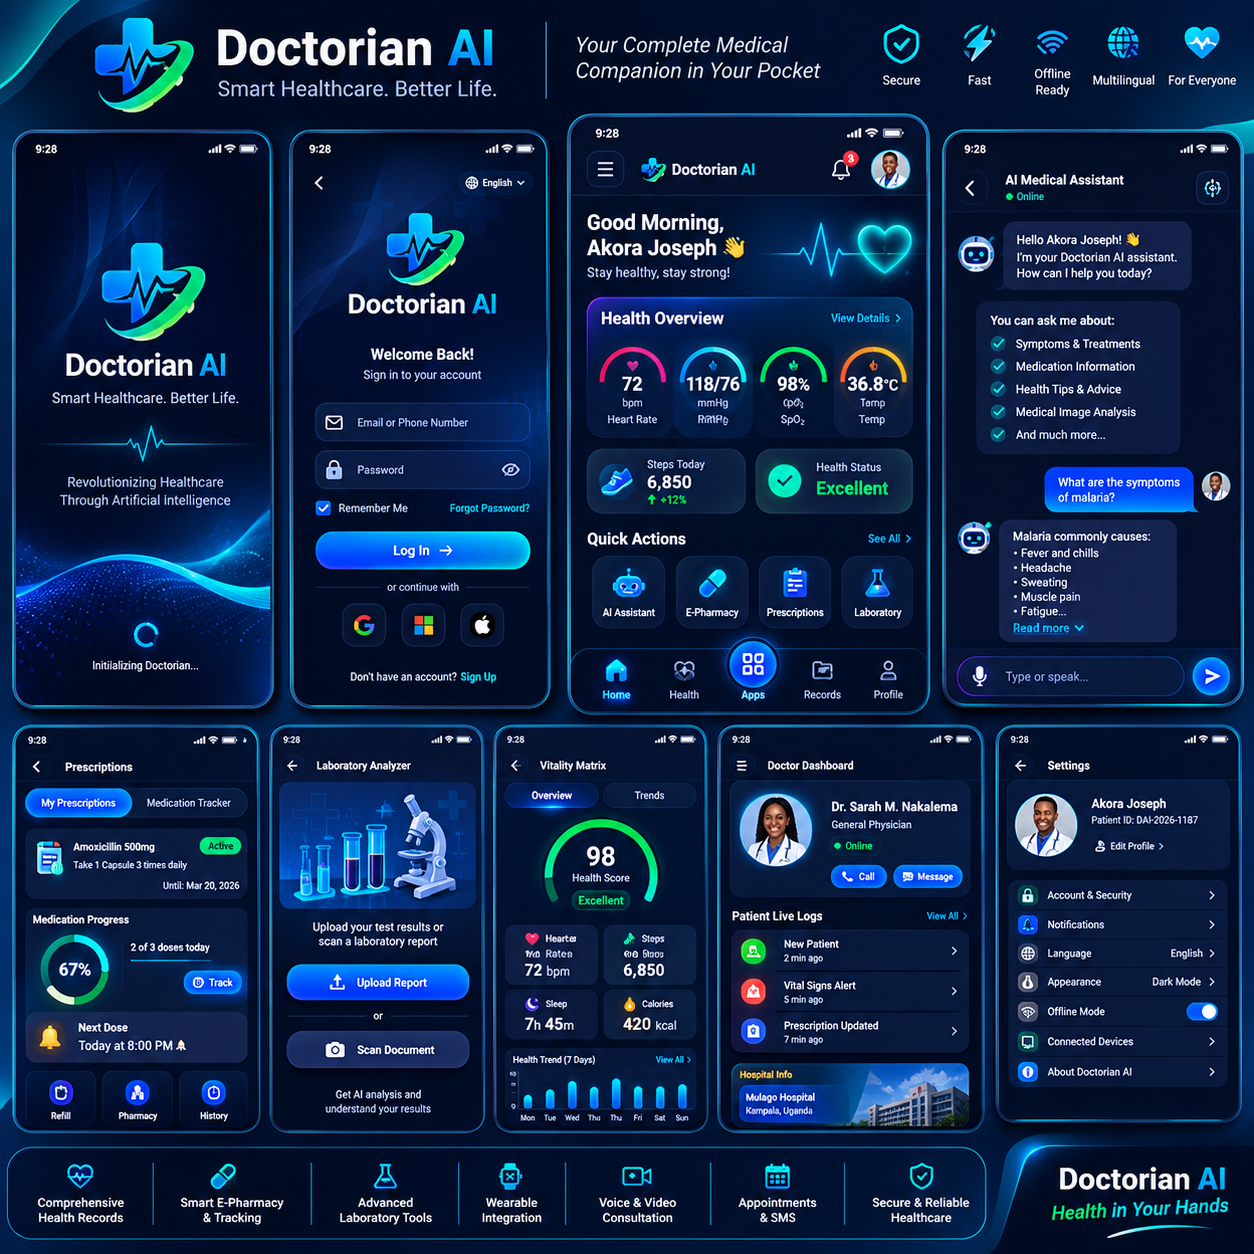 Doctorian AI
Smart Healthcare. Better Life.
Your Complete Medical
Companion in Your Pocket
Secure
Fast
Offline
Ready
Multilingual
For Everyone
9:28
Doctorian AI
Smart Healthcare. Better Life.
Revolutionizing Healthcare
Through Artificial intelligence
Initiializing Doctorian...
9:28
English
Doctorian AI
Welcome Back!
Sign in to your account
Email or Phone Number
Password
Remember Me
Forgot Password?
Log In
or continue with
Don't have an account? Sign Up
9:28
Doctorian AI
3
Good Morning,
Akora Joseph 👋
Stay healthy, stay strong!
Health Overview
View Details
72
bpm
Heart Rate
118/76
mmHg
98%
SpO₂
36.8°C
Temp
Temp
Steps Today
6,850
+12%
Health Status
Excellent
Quick Actions
See All
AI Assistant
E-Pharmacy
Prescriptions
Laboratory
Home
Health
Apps
Records
Profile
9:28
AI Medical Assistant
Online
Hello Akora Joseph! 👋
I'm your Doctorian AI assistant.
How can I help you today?
You can ask me about:
Symptoms & Treatments
Medication Information
Health Tips & Advice
Medical Image Analysis
And much more...
What are the symptoms
of malaria?
Malaria commonly causes:
• Fever and chills
• Headache
• Sweating
• Muscle pain
• Fatigue...
Read more
Type or speak...
9:28
Prescriptions
My Prescriptions
Medication Tracker
Amoxicillin 500mg
Active
Take 1 Capsule 3 times daily
Until: Mar 20, 2026
Medication Progress
67%
2 of 3 doses today
Track
Next Dose
Today at 8:00 PM
Refill
Pharmacy
History
9:28
Laboratory Analyzer
Upload your test results or
scan a laboratory report
Upload Report
or
Scan Document
Get AI analysis and
understand your results
9:28
Vitality Matrix
Overview
Trends
98
Health Score
Excellent
72 bpm
Steps
6,850
Sleep
7h 45m
Calories
420 kcal
Health Trend (7 Days)
View All
Mon Tue Wed Thu Thu Fri Sat Sun
9:28
Doctor Dashboard
Dr. Sarah M. Nakalema
General Physician
Online
Call
Message
Patient Live Logs
View All
New Patient
2 min ago
Vital Signs Alert
5 min ago
Prescription Updated
7 min ago
Hospital Info
Mulago Hospital
Kampala, Uganda
9:28
Settings
Akora Joseph
Patient ID: DAI-2026-1187
Edit Profile
Account & Security
Notifications
Language
English
Appearance
Dark Mode
Offline Mode
Connected Devices
About Doctorian AI
Comprehensive
Health Records
Smart E-Pharmacy
& Tracking
Advanced
Laboratory Tools
Wearable
Integration
Voice & Video
Consultation
Appointments
& SMS
Secure & Reliable
Healthcare
Doctorian AI
Health in Your Hands